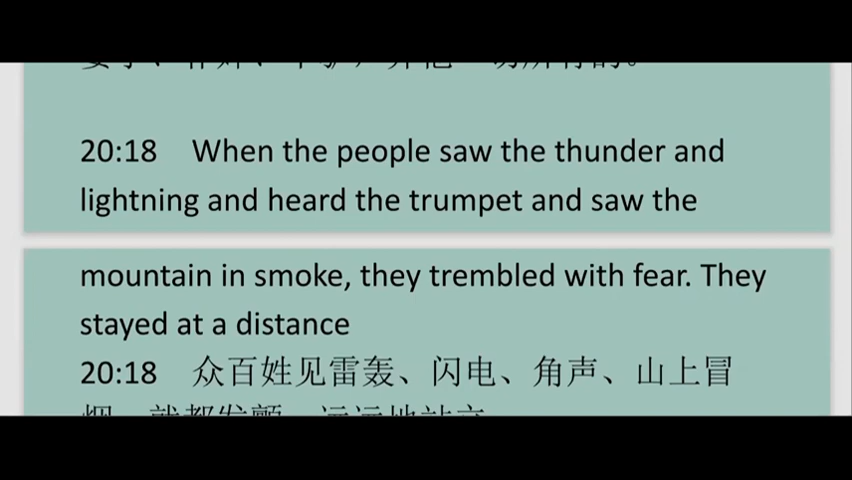 20:18 When the people saw the thunder and
lightning and heard the trumpet and saw the
mountain in smoke, they trembled with fear. They
stayed at a distance
20:18 众百姓见雷轰、闪电、角声、山上冒